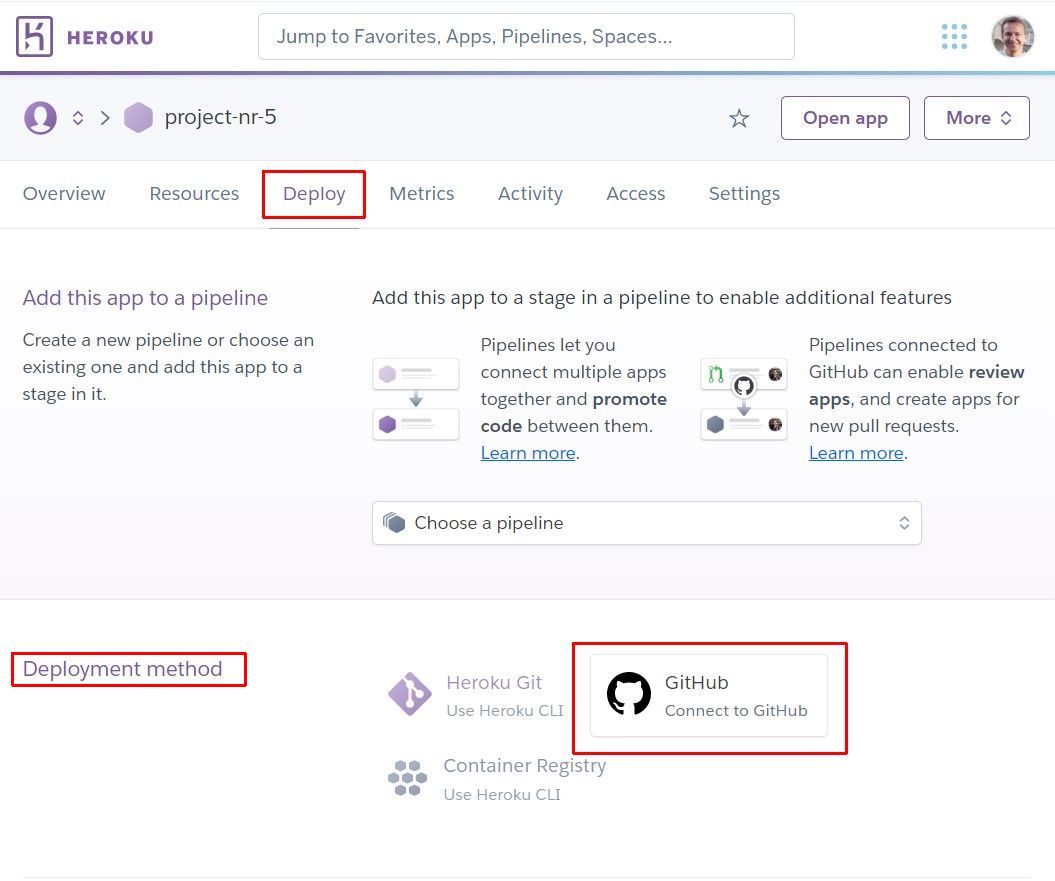 HEROKU
Jump to Favorites, Apps, Pipelines, Spaces...
project-nr-5
Open app
More
Overview
Resources
Deploy
Metrics
Activity
Access
Settings
Add this app to a pipeline
Create a new pipeline or choose an
existing one and add this app to a
stage in it.
Add this app to a stage in a pipeline to enable additional features
Pipelines let you
connect multiple apps
together and promote
code between them.
Learn more.
Pipelines connected to
GitHub can enable review
apps, and create apps for
new pull requests.
Learn more.
Choose a pipeline
Deployment method
Heroku Git
Use Heroku CLI
GitHub
Connect to GitHub
Container Registry
Use Heroku CLI